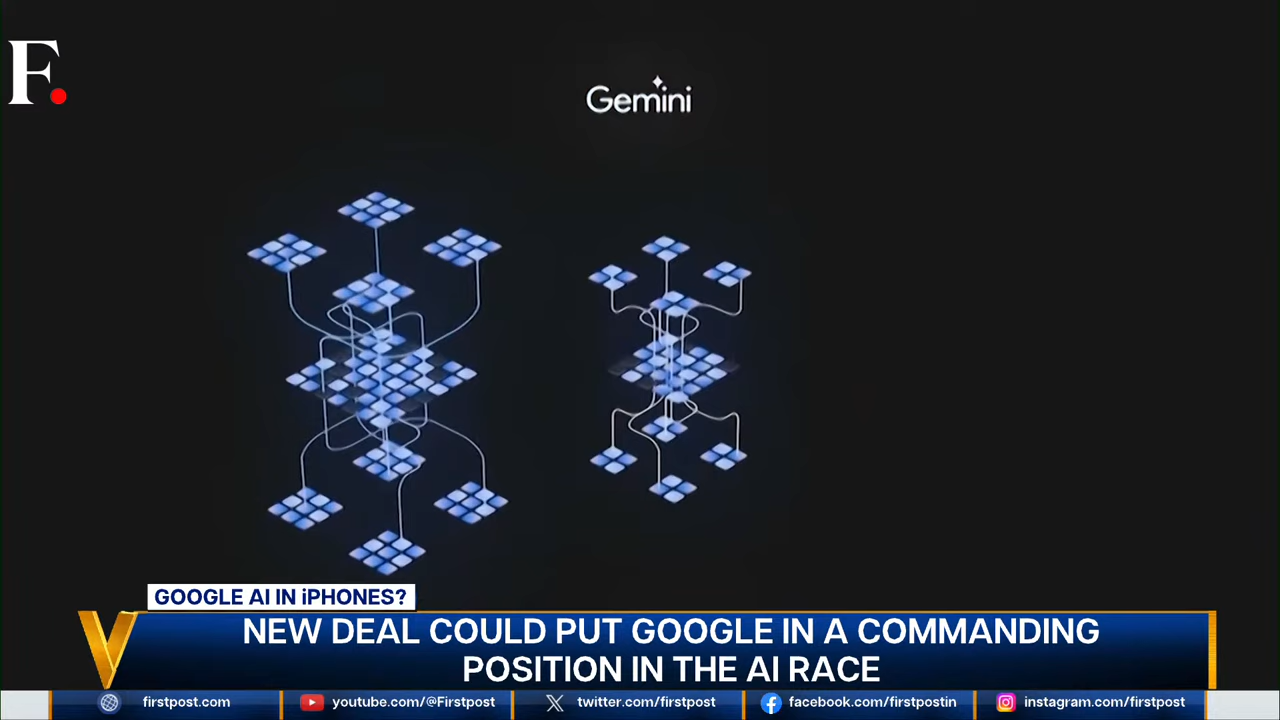 F.
Gemini
GOOGLE AI IN iPHONES?
V
NEW DEAL COULD PUT GOOGLE IN A COMMANDING
POSITION IN THE AI RACE
firstpost.com
youtube.com/@Firstpost
twitter.com/firstpost
facebook.com/firstpostin
instagram.com/firstpost